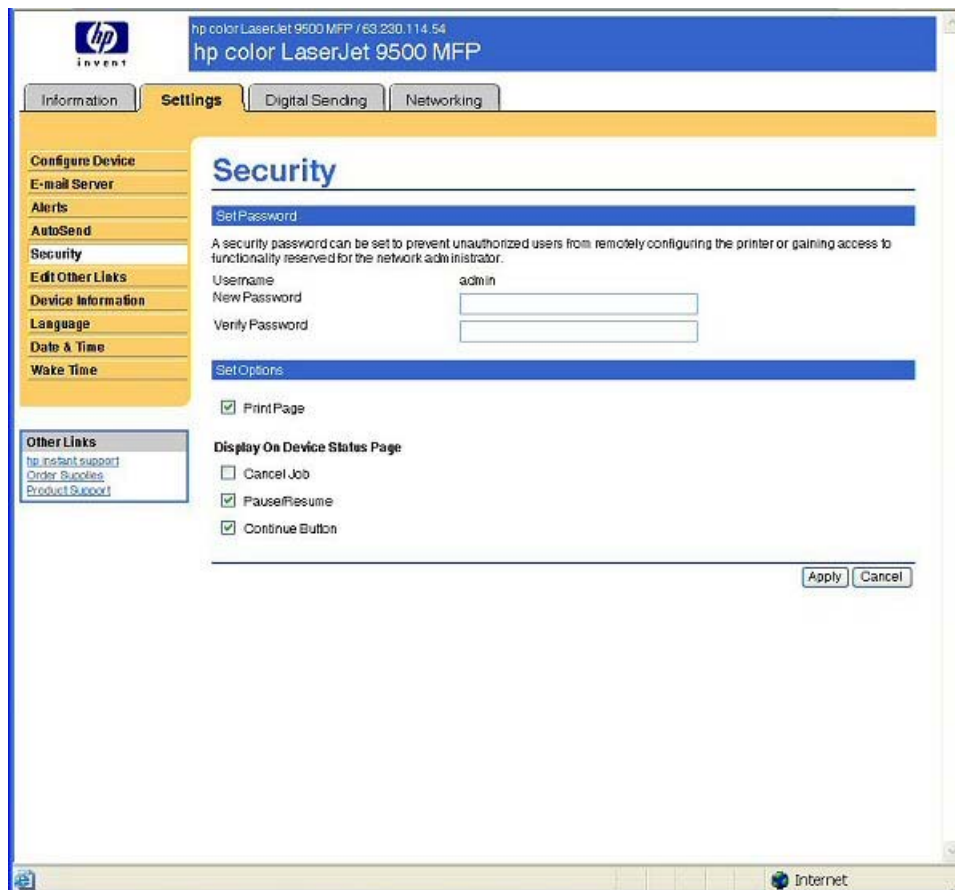 hp
invent
hp color LaserJet 9500 MFP / 63.230.114.54
hp color LaserJet 9500 MFP
Information
Settings
Digital Sending
Networking
Configure Device
E-mail Server
Alerts
AutoSend
Security
Edit Other Links
Device Information
Language
Date & Time
Wake Time
Other Links
hp instant support
Order Supplies
Product Support
Security
Set Password
A security password can be set to prevent unauthorized users from remotely configuring the printer or gaining access to
functionality reserved for the network administrator.
Username admin
New Password
Verify Password
Set Options
Print Page
Display On Device Status Page
Cancel Job
Pause/Resume
Continue Button
Apply Cancel
Internet